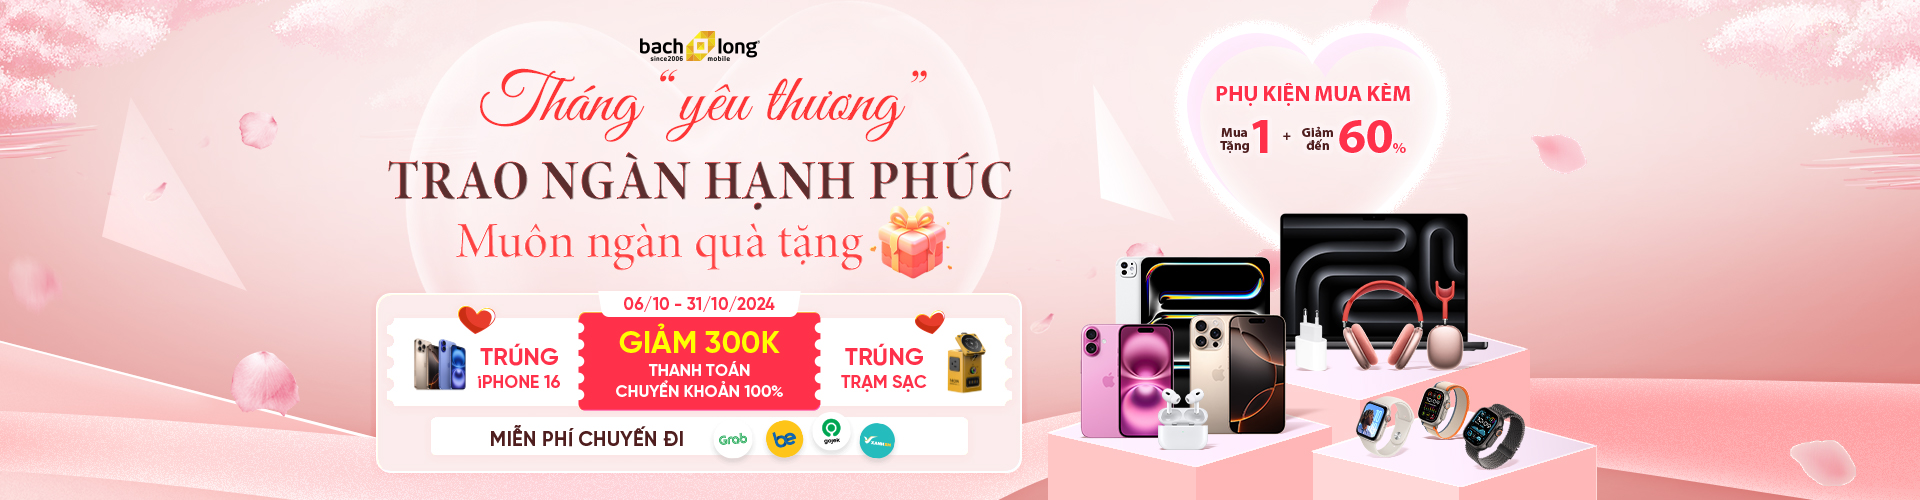 bach long
since2006 mobile
Tháng “yêu thương”
TRAO NGÀN HẠNH PHÚC
Muôn ngàn quà tặng
06/10 - 31/10/2024
TRÚNG
iPHONE 16
GIẢM 300K
THANH TOÁN
CHUYỂN KHOẢN 100%
TRÚNG
TRẠM SẠC
MIỄN PHÍ CHUYẾN ĐI
Grab
be
gojek
XANH SM
PHỤ KIỆN MUA KÈM
Mua 1 + Giảm 60%
Tặng đến